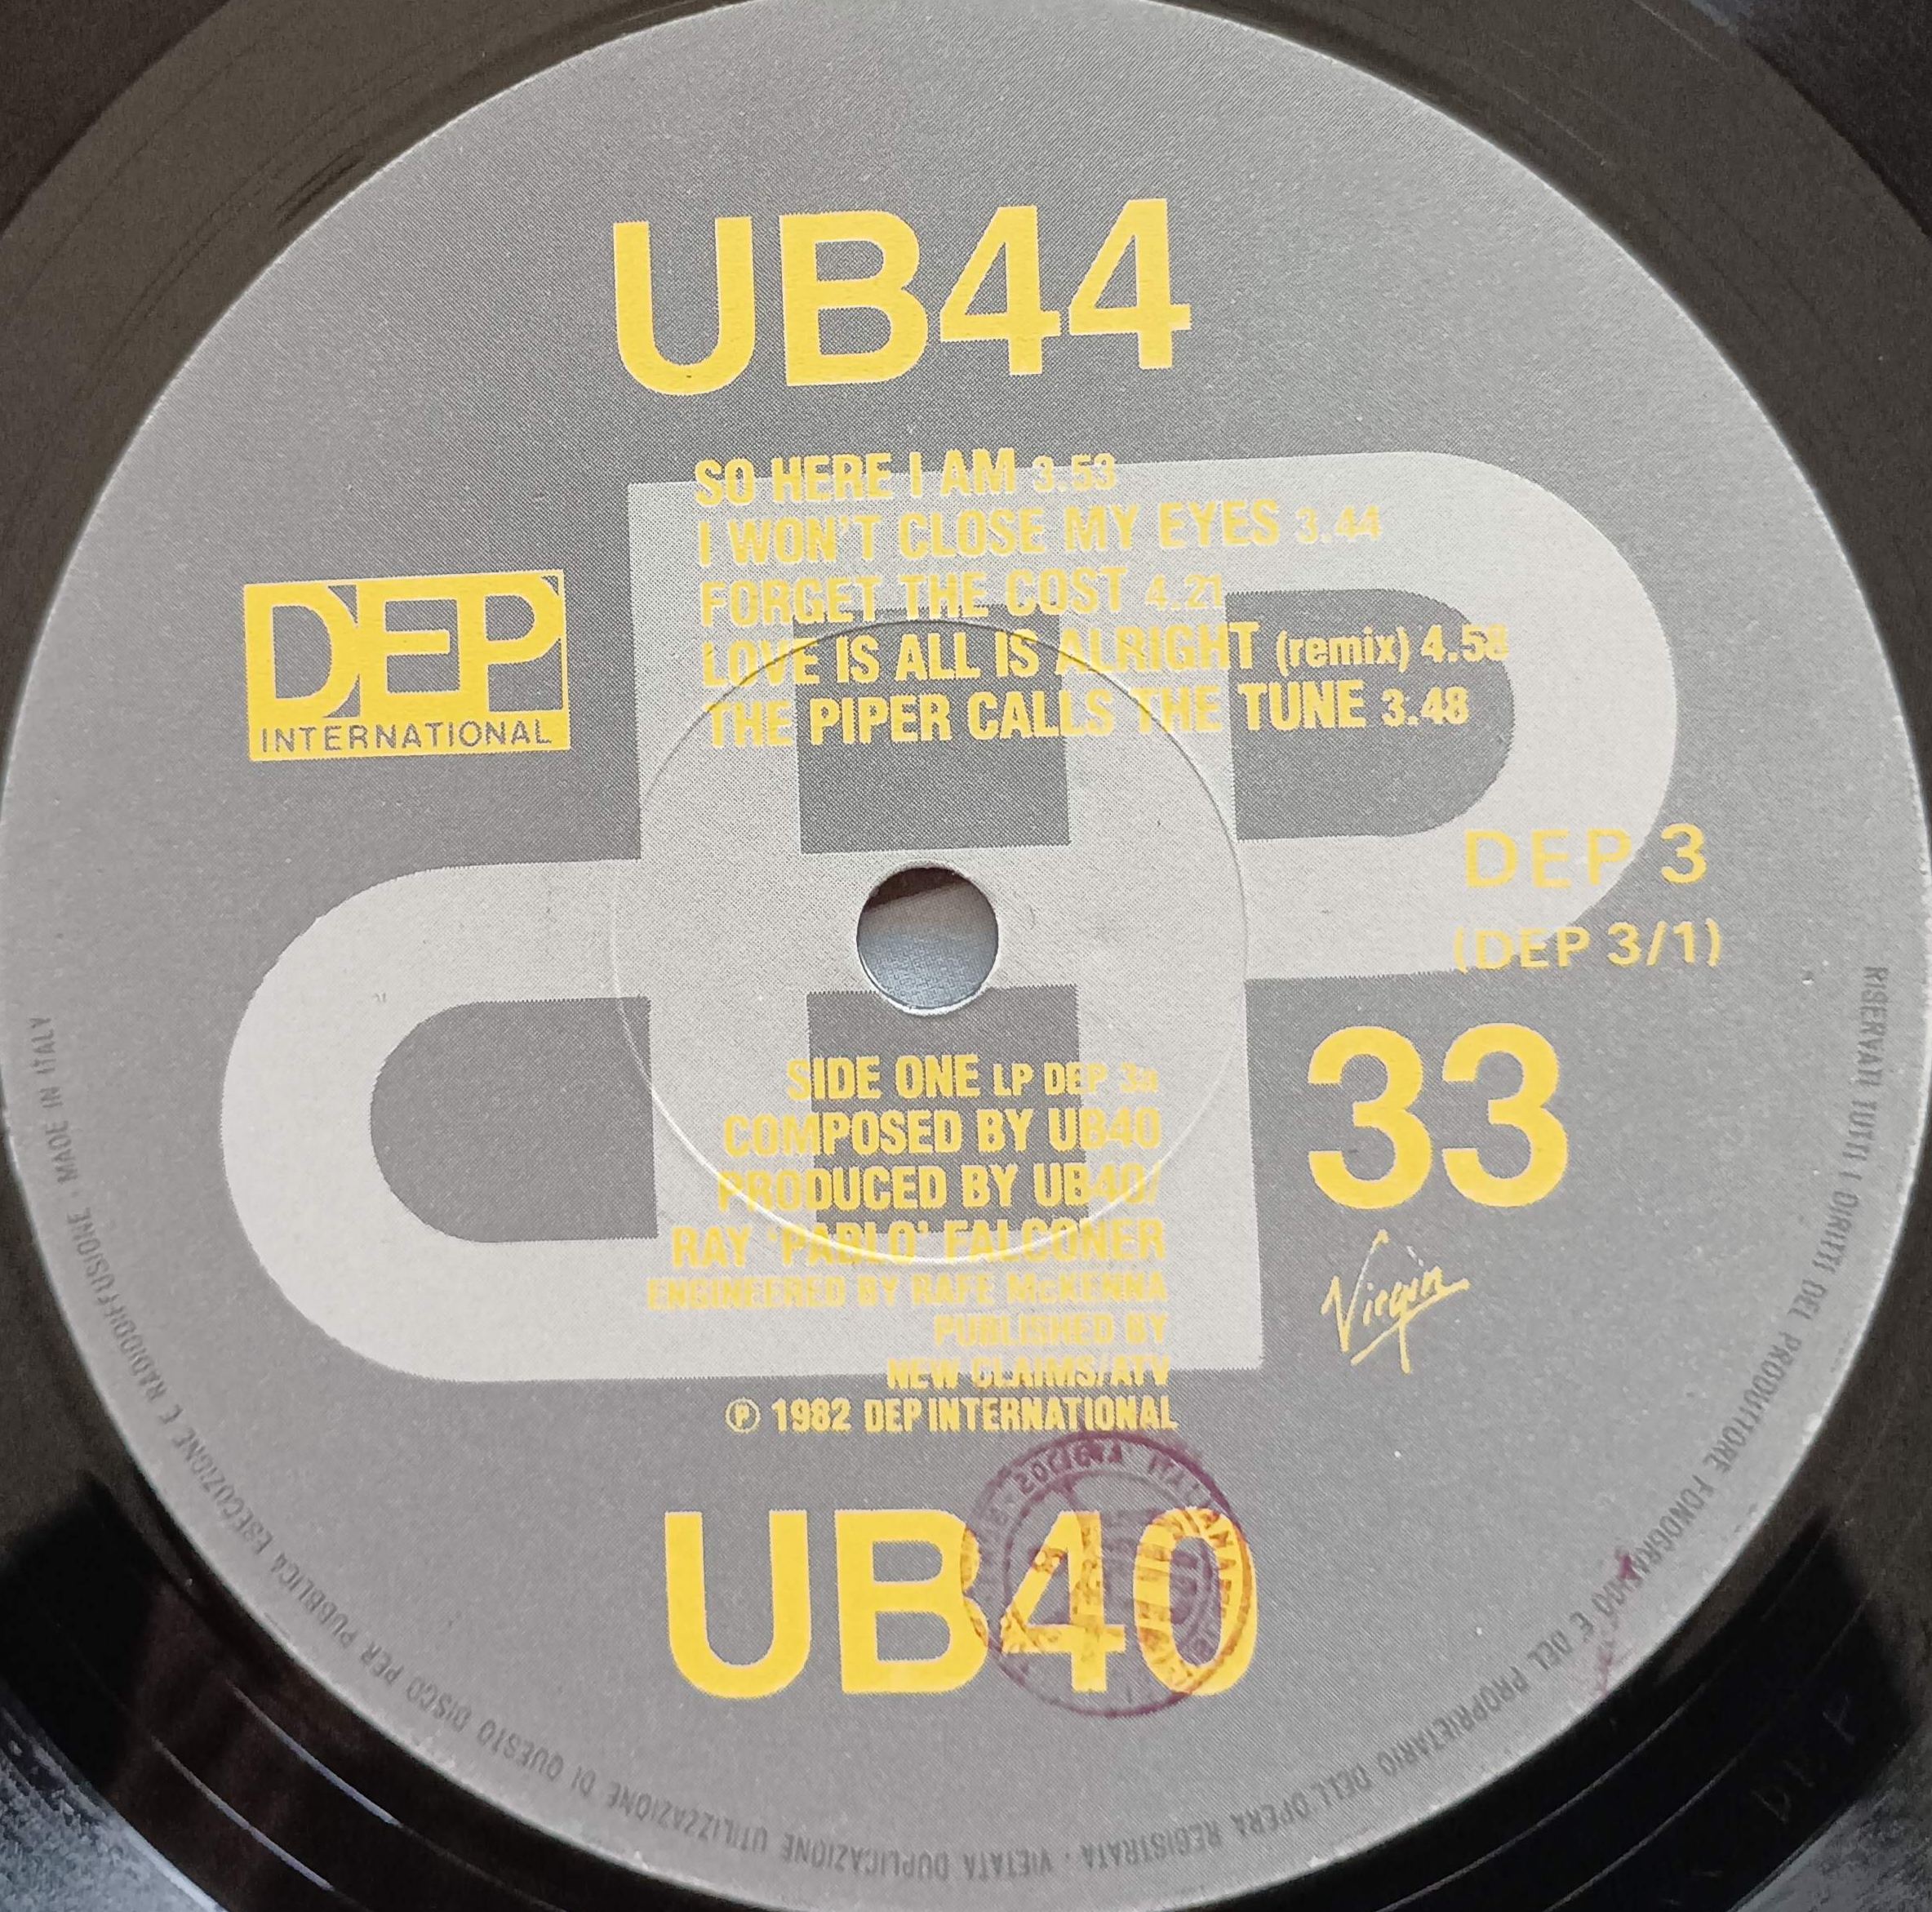 UB44
SO HERE I AM 3.53
I WON'T CLOSE MY EYES 3.44
FORGET THE COST 4.21
LOVE IS ALL IS ALRIGHT (remix) 4.58
THE PIPER CALLS THE TUNE 3.48
DEP
INTERNATIONAL
DEP 3
(DEP 3/1)
33
Virgin
SIDE ONE LP DEP 3a
COMPOSED BY UB40
PRODUCED BY UB40/
RAY 'PABLO' FALCONER
ENGINEERED BY RAFE McKENNA
PUBLISHED BY
NEW CLAIMS/ATV
℗ 1982 DEP INTERNATIONAL
UB40
RISERVATI TUTTI I DIRITTI DEL PRODUTTORE FONOGRAFICO E DEL PROPRIETARIO DELL'OPERA REGISTRATA · VIETATA DUPLICAZIONE UTILIZZAZIONE DI QUESTO DISCO PER PUBBLICA ESECUZIONE E RADIODIFFUSIONE · MADE IN ITALY